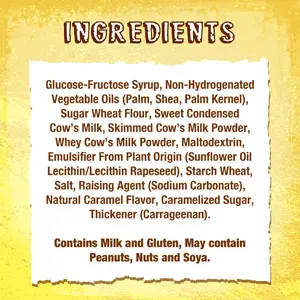 INGREDIENTS
Glucose-Fructose Syrup, Non-Hydrogenated
Vegetable Oils (Palm, Shea, Palm Kernel),
Sugar Wheat Flour, Sweet Condensed
Cow's Milk, Skimmed Cow's Milk Powder,
Whey Cow's Milk Powder, Maltodextrin,
Emulsifier From Plant Origin (Sunflower Oil
Lecithin/Lecithin Rapeseed), Starch Wheat,
Salt, Raising Agent (Sodium Carbonate),
Natural Caramel Flavor, Caramelized Sugar,
Thickener (Carrageenan).
Contains Milk and Gluten, May contain
Peanuts, Nuts and Soya.